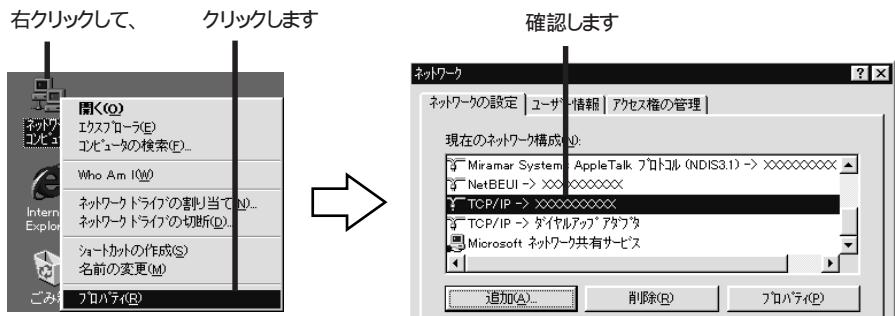 右クリックして、
クリックします
確認します
開く(O)
エクスプローラ(E)
コンピュータの検索(F)...
Who Am I(W)
ネットワーク ドライブの割り当て(N)...
ネットワーク ドライブの切断(D)...
ショートカットの作成(S)
名前の変更(M)
プロパティ(R)
ネットワ
コンピュ
Intern
Explor
ごみ
ネットワーク
ネットワークの設定
ユーザー情報
アクセス権の管理
現在のネットワーク構成(N):
Miramar Systems AppleTalk プロトコル (NDIS3.1) -> XXXXXXXXX
NetBEUI -> XXXXXXXXXX
TCP/IP -> XXXXXXXXXX
TCP/IP -> ダイヤルアップ アダプタ
Microsoft ネットワーク共有サービス
追加(A)...
削除(R)
プロパティ(P)